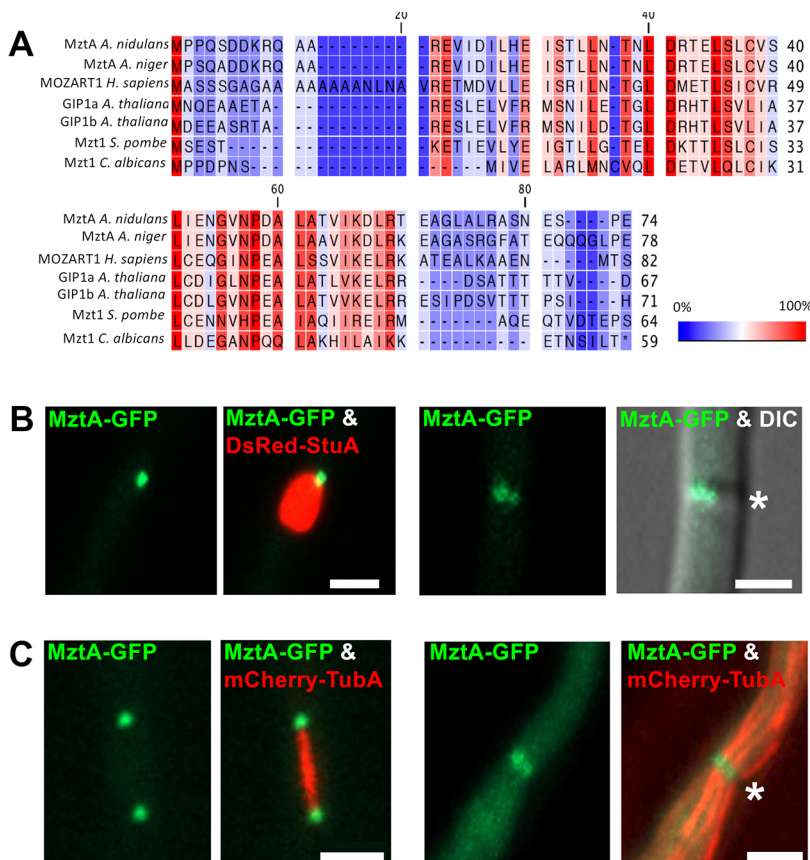 A
20 40
MztA A. nidulans MPPQSDDKRQ AA-------- -REVIDILHE ISTLLN-TNL DRTELSLCVS 40
MztA A. niger MPSQADDKRQ AA-------- -REVIDILHE ISTLLN-TNL DRTELSLCVS 40
MOZART1 H. sapiens MASSSGAGAA AAAAAANLNA VRETMDVLLE ISRILN-TGL DMETLSICVR 49
GIP1a A. thaliana MNQEAAETA- ---------- -RESLELVFR MSNILE-TGL DRHTLSVLIA 37
GIP1b A. thaliana MDEEASRTA- ---------- -RESLELVFR MSNILD-TGL DRHTLSVLIA 37
Mzt1 S. pombe MSEST----- ---------- -KETIEVLYE IGTLLG-TEL DKTTLSLCIS 33
Mzt1 C. albicans MPPDPNS--- ---------- ------MIVE LARLMNCVQL DETVLQLCIK 31
60 80
MztA A. nidulans LIENGVNPDA LATVIKDLRT EAGLALRASN ES----PE 74
MztA A. niger LIENGVNPEA LAAVIKDLRK EAGASRGFAT EQQQGLPE 78
MOZART1 H. sapiens LCEQGINPEA LSSVIKELRK ATEALKAAEN -----MTS 82
GIP1a A. thaliana LCDIGLNPEA LATLVKELRR ----DSATTT TTV----D 67
GIP1b A. thaliana LCDLGVNPEA LATVVKELRR ESIPDSVTTT PSI----H 71
Mzt1 S. pombe LCENNVHPEA IAQIIREIRM -------AQE QTVDTEPS 64
Mzt1 C. albicans LLDEGANPQQ LAKHILAIKK ---------- ETNSILT* 59
0% 100%
B
MztA-GFP
MztA-GFP &
DsRed-StuA
MztA-GFP
MztA-GFP & DIC
*
C
MztA-GFP
MztA-GFP &
mCherry-TubA
MztA-GFP
MztA-GFP &
mCherry-TubA
*